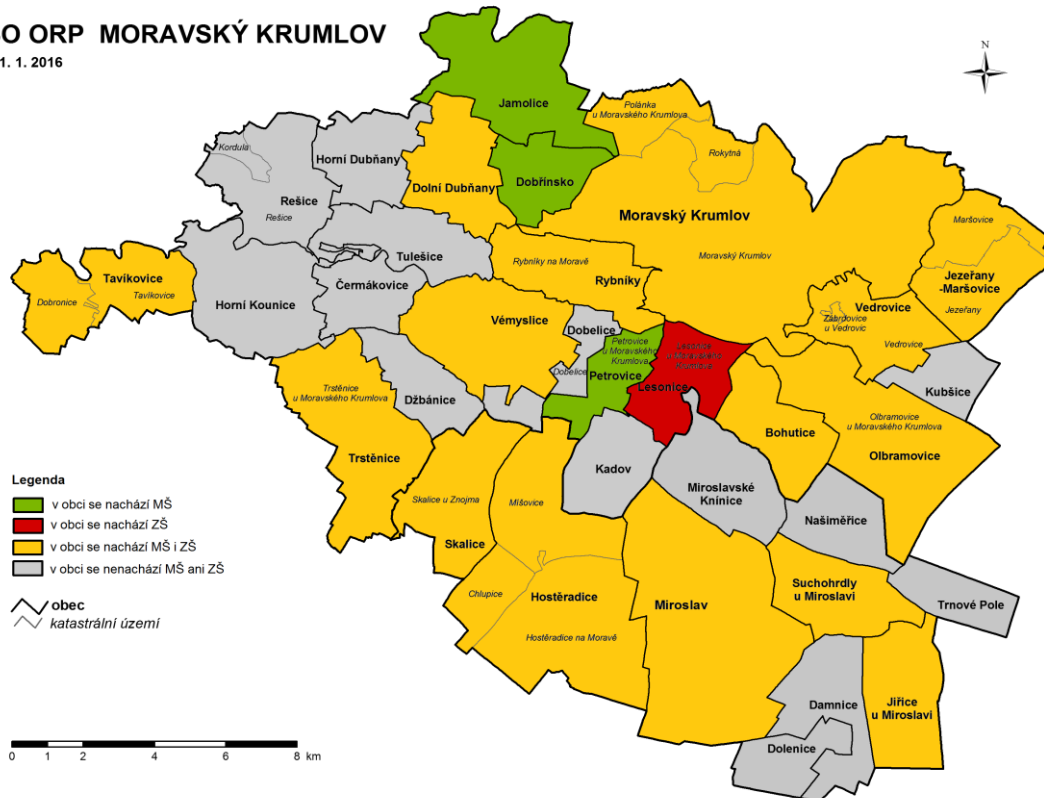 O ORP MORAVSKÝ KRUMLOV
1. 1. 2016
N
Jamolice
Polánka
u Moravského Krumlova
Rokytná
Kordula
Horní Dubňany
Dolní Dubňany
Dobřínsko
Rešice
Rešice
Moravský Krumlov
Moravský Krumlov
Maršovice
Jezeřany
-Maršovice
Jezeřany
Tulešice
Rybníky na Moravě
Rybníky
Tavíkovice
Tavíkovice
Dobronice
Horní Kounice
Čermákovice
Vémyslice
Vedrovice
Zábrdovice
u Vedrovic
Vedrovice
Dobelice
Dobelice
Petrovice
u Moravského
Krumlova
Petrovice
Lesonice
u Moravského
Krumlova
Lesonice
Kubšice
Trstěnice
u Moravského Krumlova
Džbánice
Trstěnice
Bohutice
Olbramovice
u Moravského Krumlova
Olbramovice
Kadov
Miroslavské
Knínice
Našiměřice
Skalice u Znojma
Míšovice
Skalice
Chlupice
Hostěradice
Hostěradice na Moravě
Miroslav
Suchohrdly
u Miroslavi
Trnové Pole
Damnice
Jiřice
u Miroslavi
Dolenice
Legenda
v obci se nachází MŠ
v obci se nachází ZŠ
v obci se nachází MŠ i ZŠ
v obci se nenachází MŠ ani ZŠ
obec
katastrální území
0 1 2 4 6 8 km